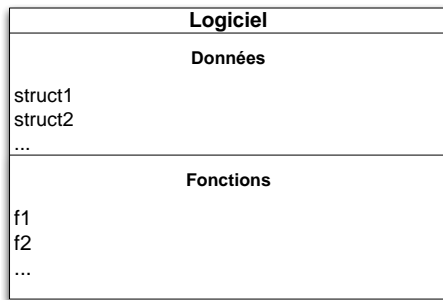 Logiciel
Données
struct1
struct2
...
Fonctions
f1
f2
...